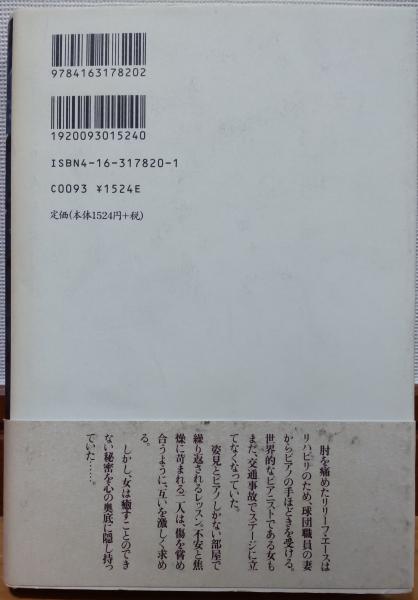 9784163178202
1920093015240
ISBN4-16-317820-1
C0093 ¥1524E
定価(本体1524円+税)
肘を痛めたリリーフ・エースは
リハビリのため、球団職員の妻
からピアノの手ほどきを受ける。
世界的なピアニストである女も
まだ、交通事故でステージに立
てなくなっていた。
姿見とピアノしかない部屋で
繰り返されるレッスン。不安と焦
燥に苛まれる二人は、傷を嘗め
合うように、互いを激しく求め
る。
しかし、女は癒すことのでき
ない秘密を心の奥底に隠し持っ
ていた……。